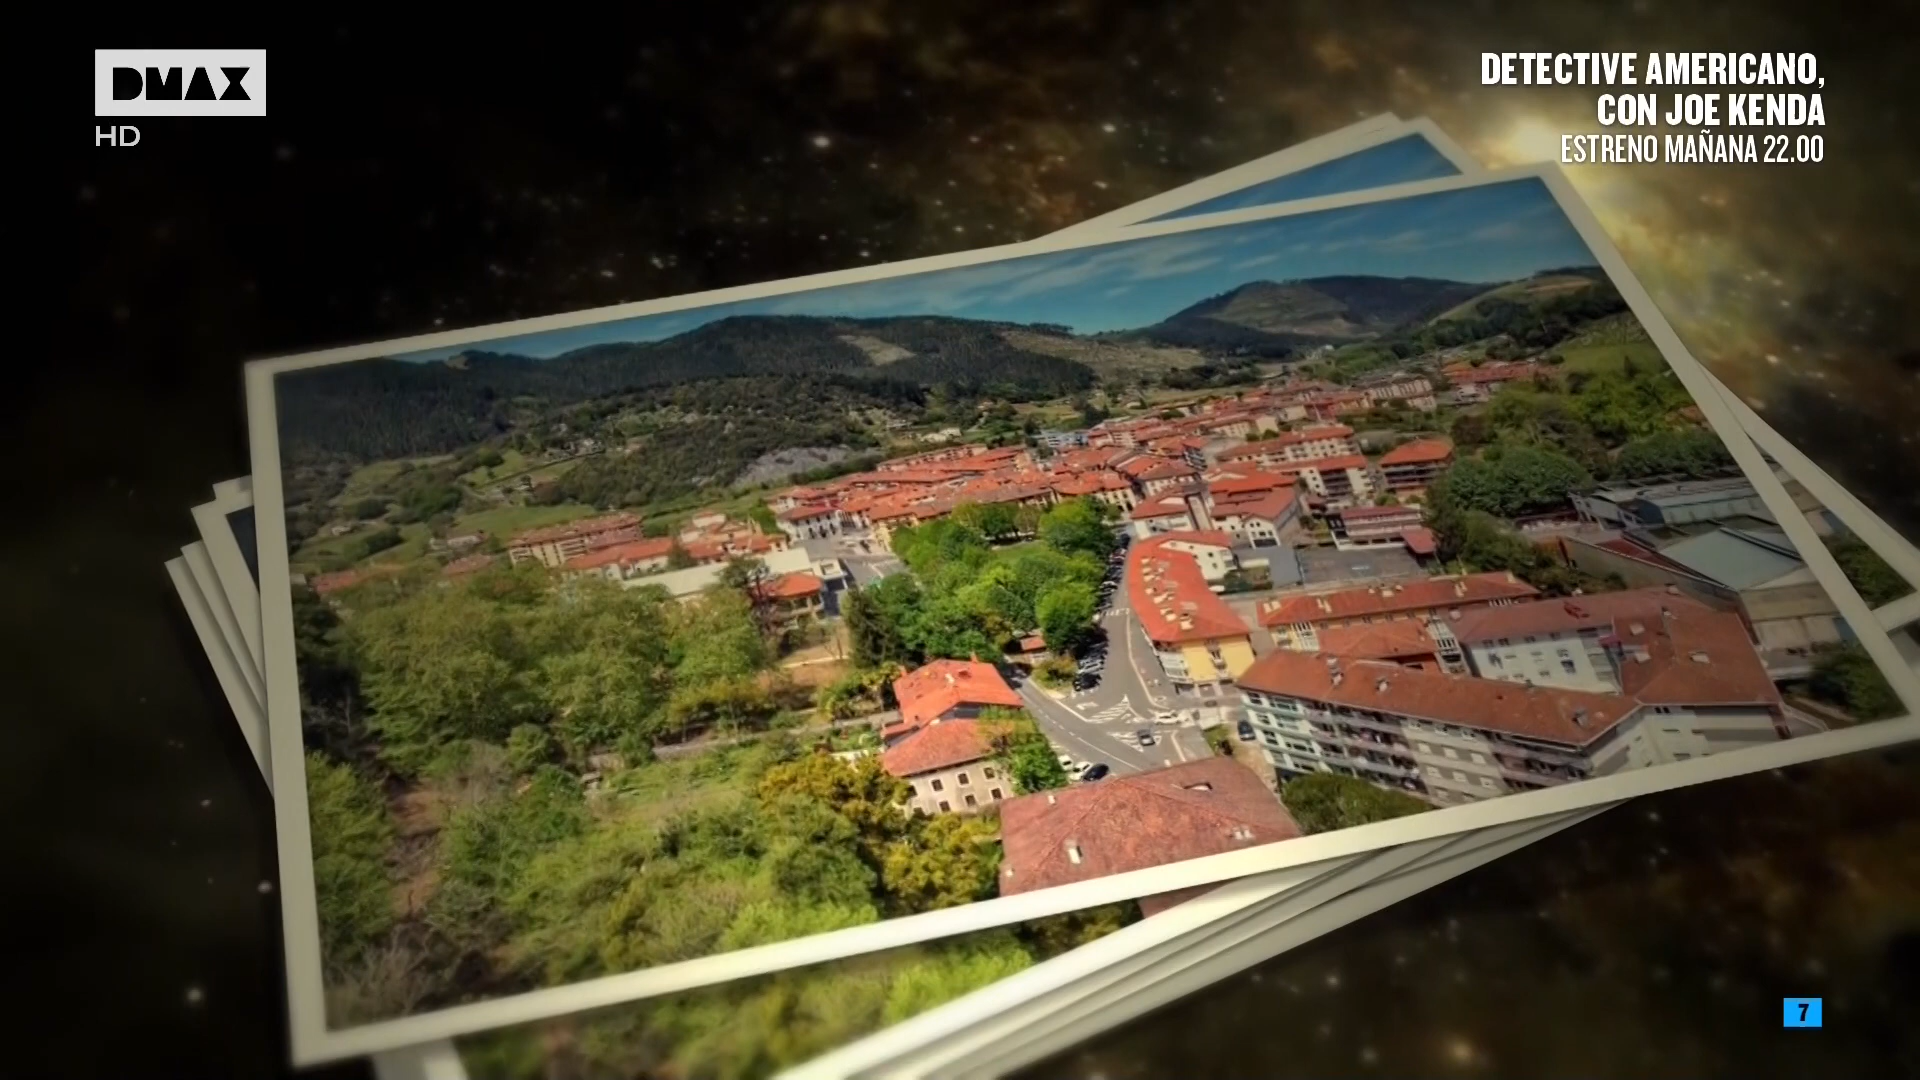 DMAX
HD
DETECTIVE AMERICANO,
CON JOE KENDA
ESTRENO MAÑANA 22.00
7